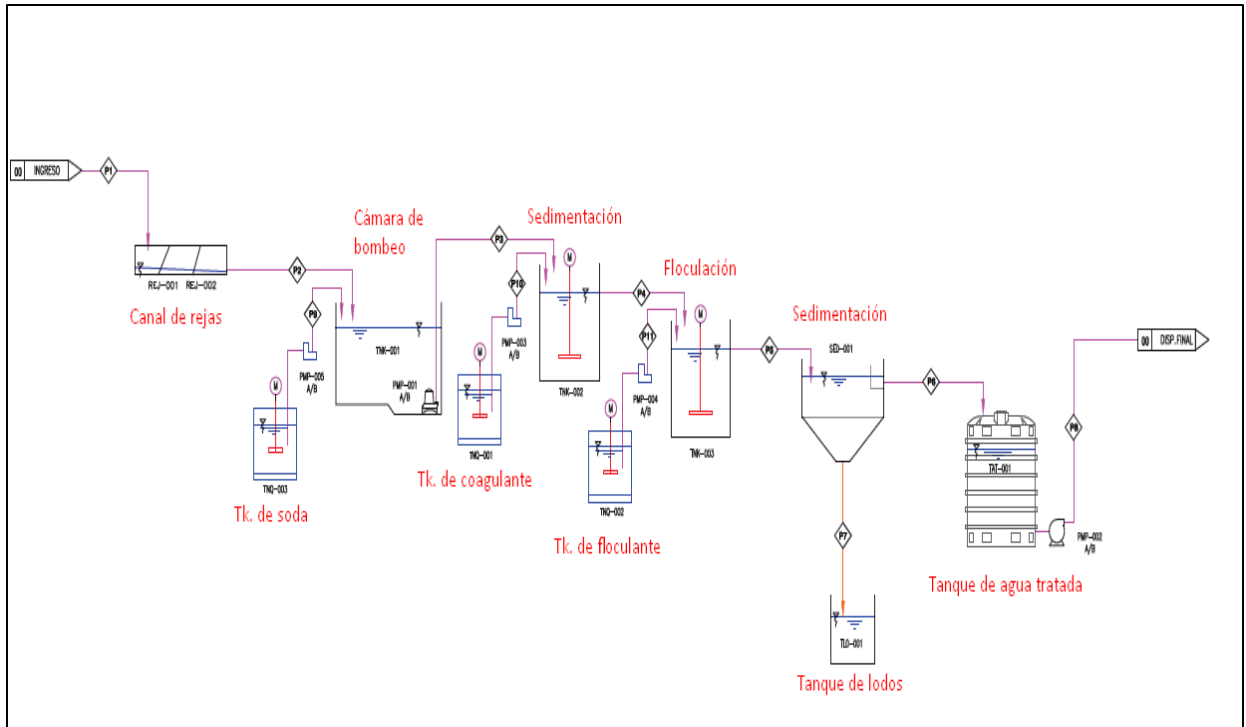 00 INGRESO
P1
REJ-001 REJ-002
Canal de rejas
P2
Cámara de
bombeo
P9
TNK-001
PMP-005
A/B
PMP-001
A/B
M
TNQ-003
Tk. de soda
P3
Sedimentación
P10
M
PMP-003
A/B
TNK-002
M
TNQ-001
Tk. de coagulante
P4
Floculación
M
P11
PMP-004
A/B
TNK-003
M
TNQ-002
Tk. de floculante
P5
Sedimentación
SED-001
P6
P7
TLO-001
Tanque de lodos
TAT-001
Tanque de agua tratada
PMP-002
A/B
P8
00 DISP.FINAL